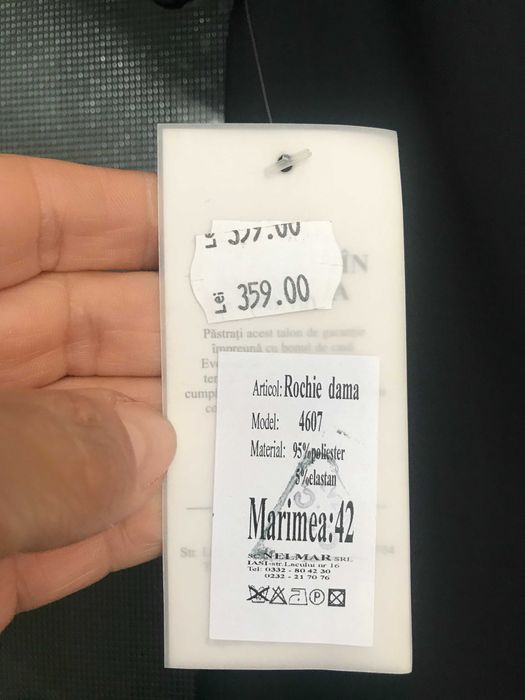 Lei 359.00
Lei 359.00
ÎN
A
Păstrați acest talon de garanție
împreună cu bonul de casă
Articol: Rochie dama
Model: 4607
Material: 95%poliester
5%elastan
Marimea:42
SC NELMAR SRL
IASI-str. Lacului nr 16
Tel: 0332 - 80 42 30
0232 - 21 70 76
P